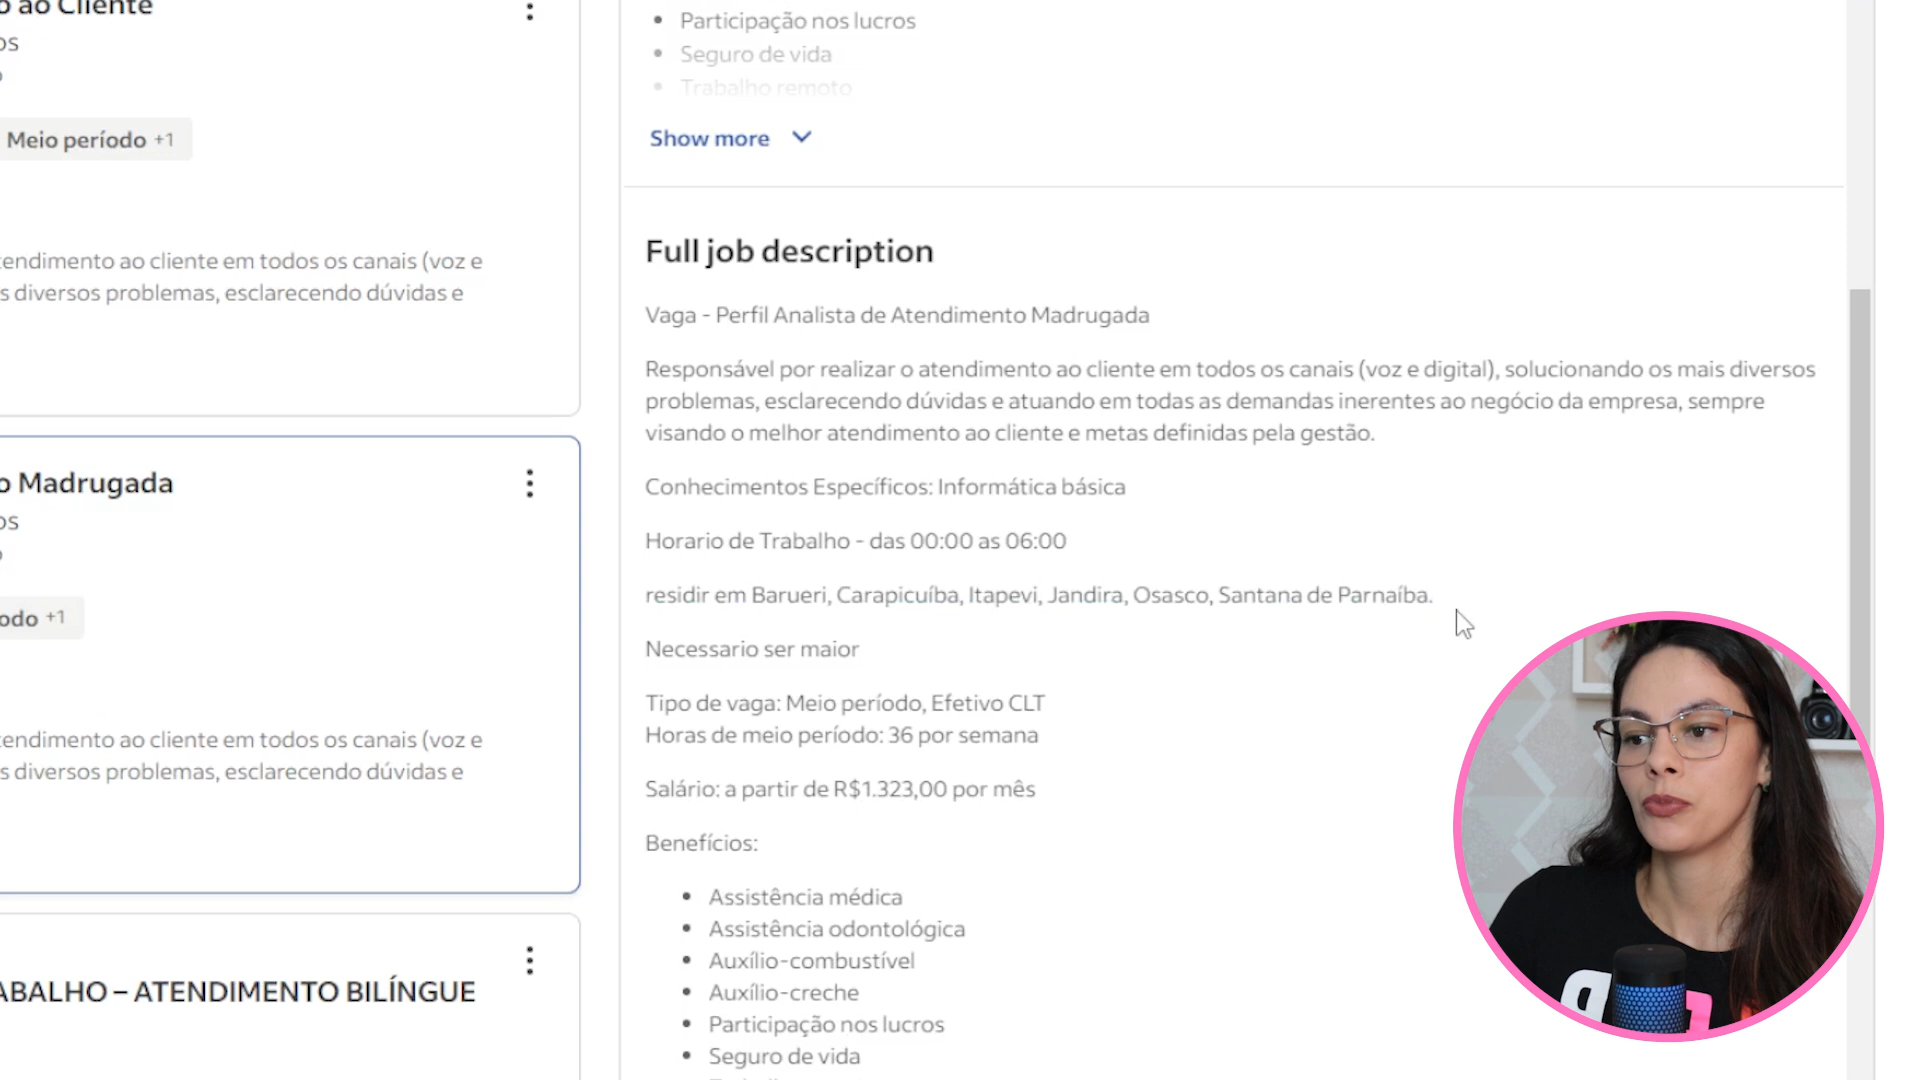 o ao Cliente
os
o
Meio período +1
tendimento ao cliente em todos os canais (voz e
s diversos problemas, esclarecendo dúvidas e
o Madrugada
os
o
odo +1
tendimento ao cliente em todos os canais (voz e
s diversos problemas, esclarecendo dúvidas e
ABALHO – ATENDIMENTO BILÍNGUE
Participação nos lucros
Seguro de vida
Trabalho remoto
Show more
Full job description
Vaga - Perfil Analista de Atendimento Madrugada
Responsável por realizar o atendimento ao cliente em todos os canais (voz e digital), solucionando os mais diversos
problemas, esclarecendo dúvidas e atuando em todas as demandas inerentes ao negócio da empresa, sempre
visando o melhor atendimento ao cliente e metas definidas pela gestão.
Conhecimentos Específicos: Informática básica
Horario de Trabalho - das 00:00 as 06:00
residir em Barueri, Carapicuíba, Itapevi, Jandira, Osasco, Santana de Parnaíba.
Necessario ser maior
Tipo de vaga: Meio período, Efetivo CLT
Horas de meio período: 36 por semana
Salário: a partir de R$1.323,00 por mês
Benefícios:
Assistência médica
Assistência odontológica
Auxílio-combustível
Auxílio-creche
Participação nos lucros
Seguro de vida